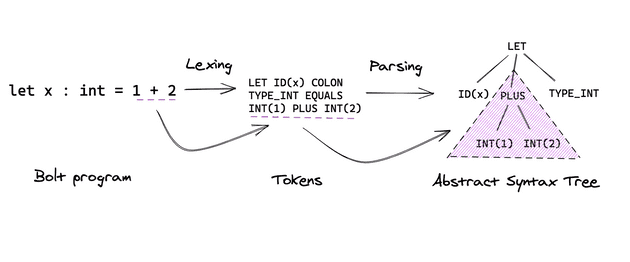 let x : int = 1 + 2
Lexing
LET ID(x) COLON
TYPE_INT EQUALS
INT(1) PLUS INT(2)
Parsing
LET
ID(x) PLUS TYPE_INT
INT(1) INT(2)
Bolt program
Tokens
Abstract Syntax Tree